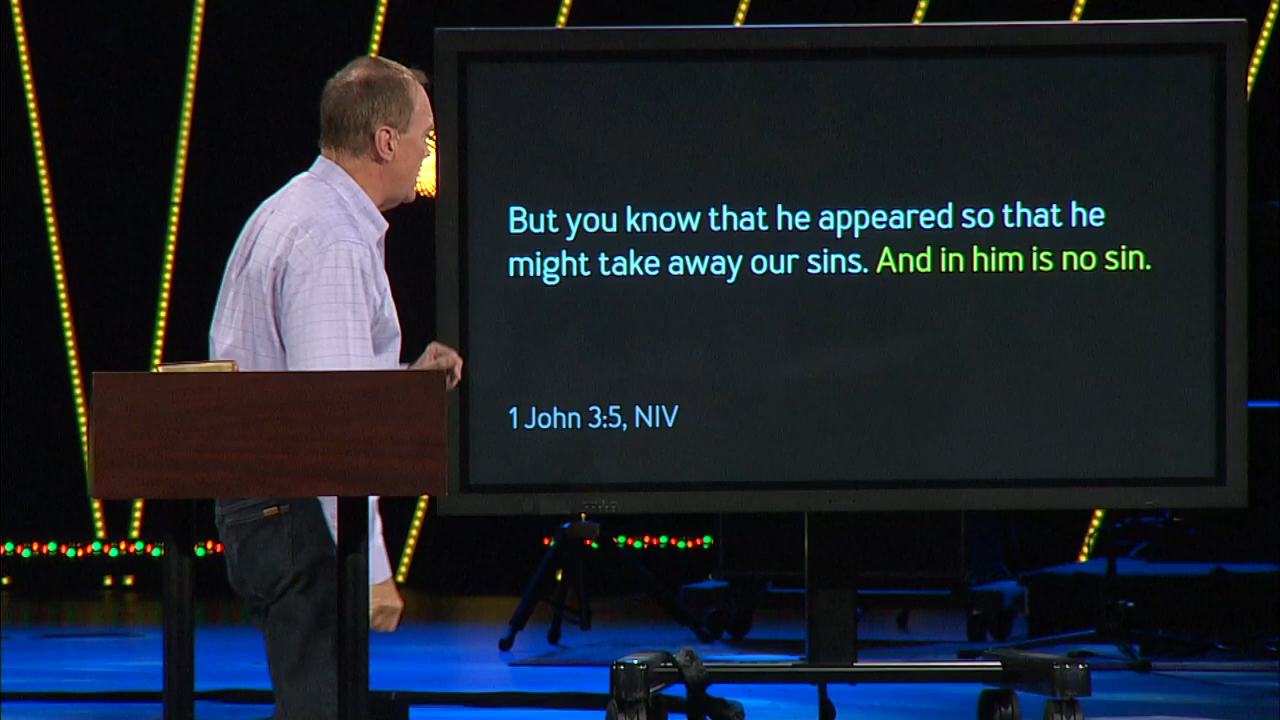 But you know that he appeared so that he
might take away our sins. And in him is no sin.
1 John 3:5, NIV